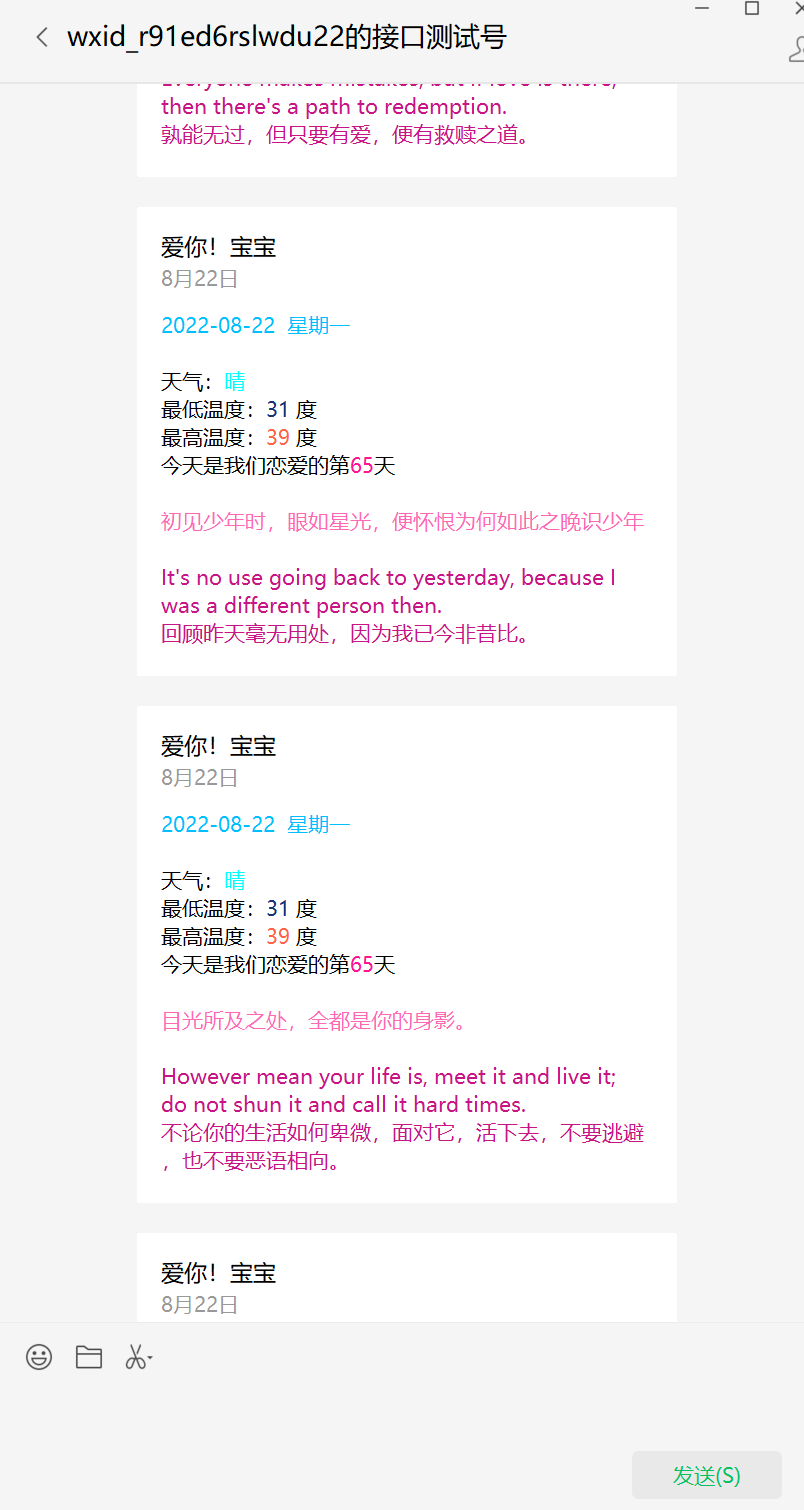 wxid_r91ed6rslwdu22的接口测试号
then there's a path to redemption.
孰能无过，但只要有爱，便有救赎之道。
爱你！宝宝
8月22日
2022-08-22 星期一
天气：晴
最低温度：31 度
最高温度：39 度
今天是我们恋爱的第65天
初见少年时，眼如星光，便怀恨为何如此之晚识少年
It's no use going back to yesterday, because I
was a different person then.
回顾昨天毫无用处，因为我已今非昔比。
爱你！宝宝
8月22日
2022-08-22 星期一
天气：晴
最低温度：31 度
最高温度：39 度
今天是我们恋爱的第65天
目光所及之处，全都是你的身影。
However mean your life is, meet it and live it;
do not shun it and call it hard times.
不论你的生活如何卑微，面对它，活下去，不要逃避
，也不要恶语相向。
爱你！宝宝
8月22日
发送(S)